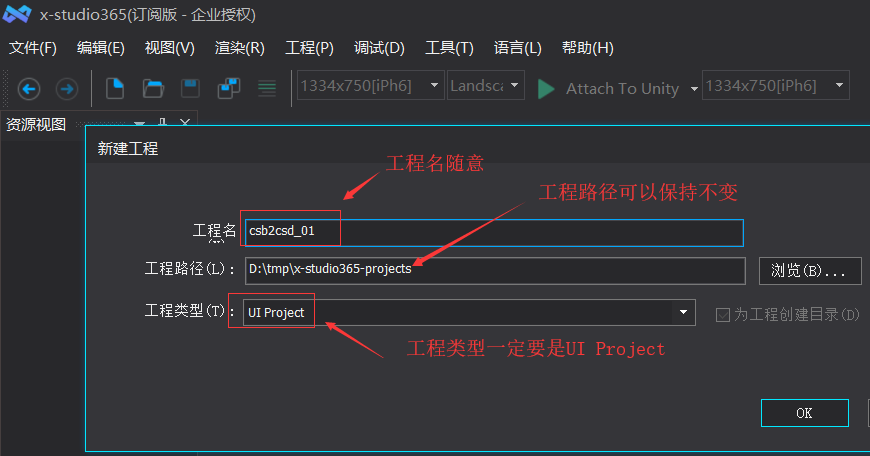 x-studio365(订阅版 - 企业授权)
文件(F) 编辑(E) 视图(V) 渲染(R) 工程(P) 调试(D) 工具(T) 语言(L) 帮助(H)
1334x750[iPh6] Landsca Attach To Unity 1334x750[iPh6]
资源视图
新建工程
工程名随意
工程路径可以保持不变
工程名(N): csb2csd_01
工程路径(L): D:\tmp\x-studio365-projects 浏览(B)...
工程类型(T): UI Project 为工程创建目录(D)
工程类型一定要是UI Project
OK